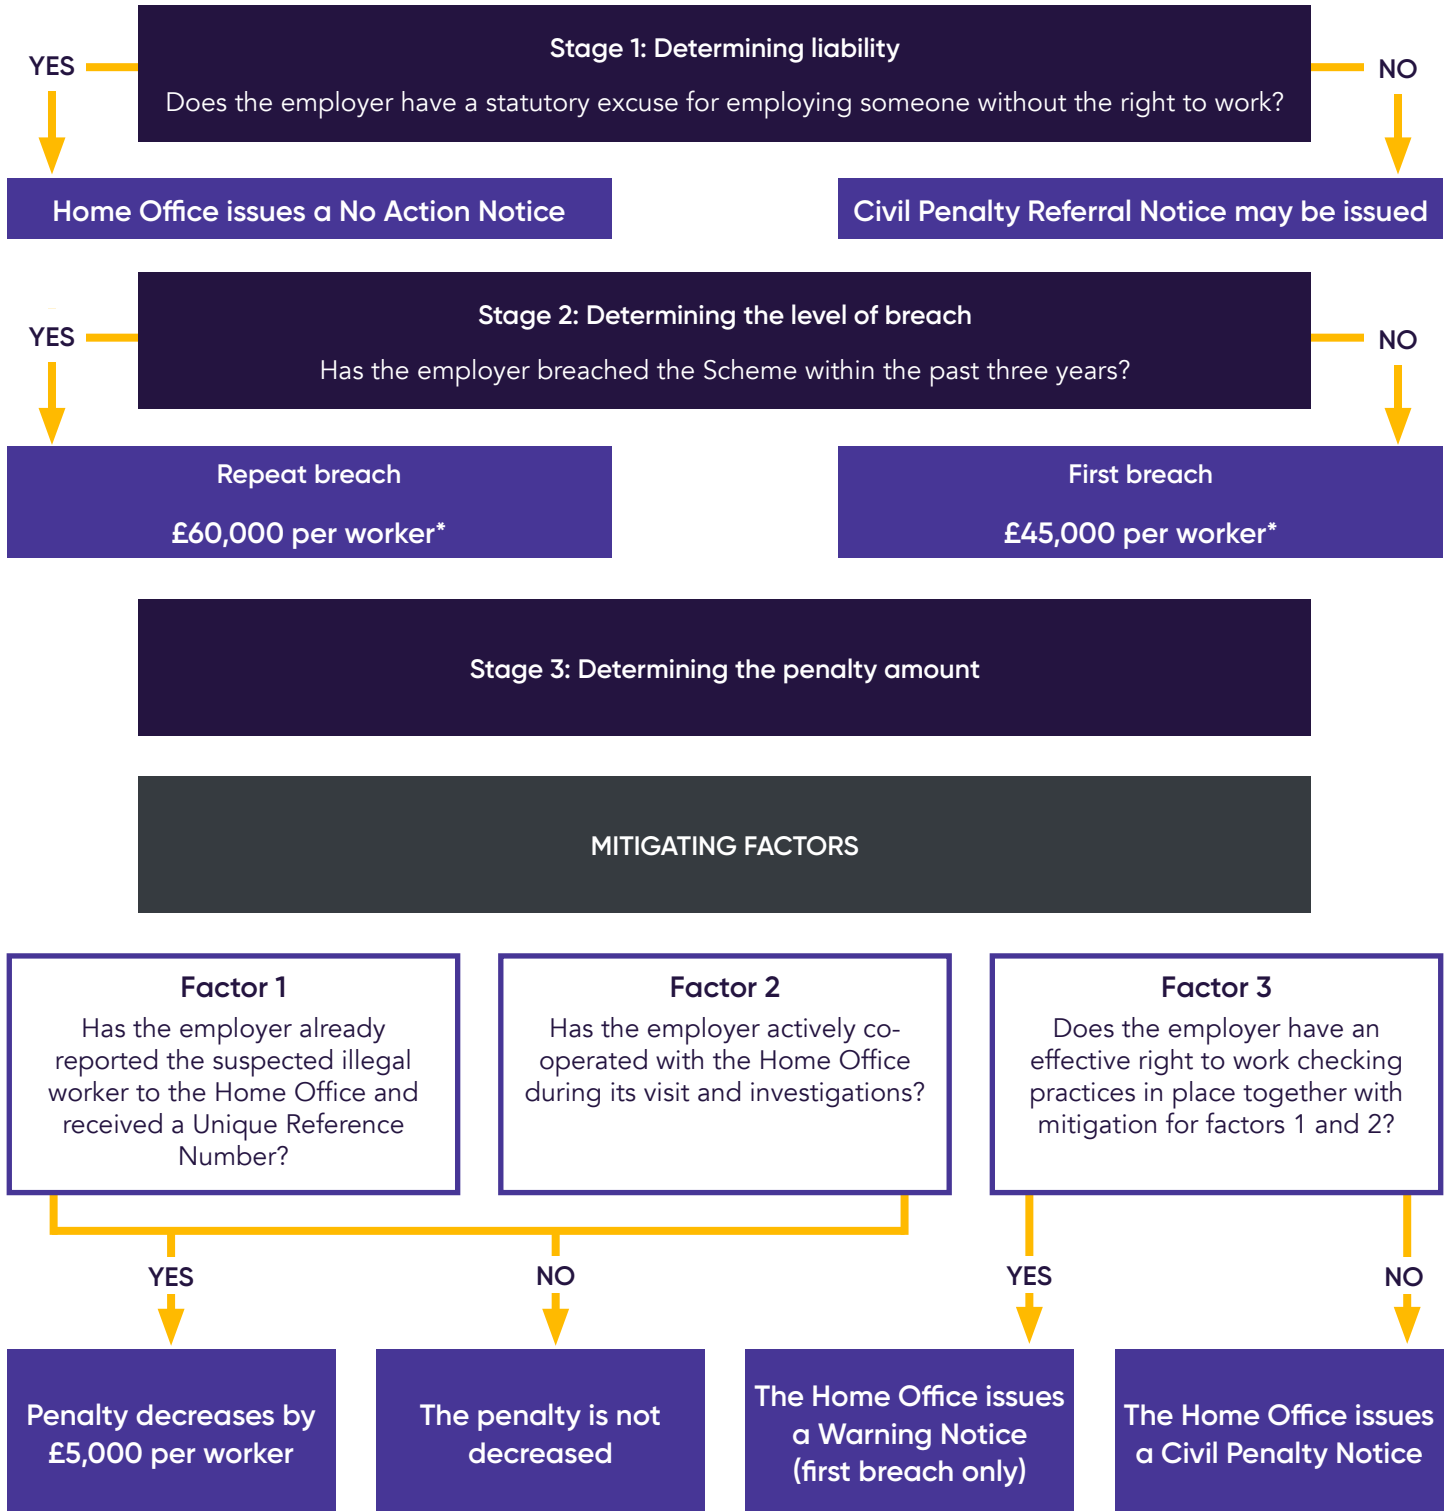 Stage 1: Determining liability
YES
NO
Does the employer have a statutory excuse for employing someone without the right to work?
Home Office issues a No Action Notice
Civil Penalty Referral Notice may be issued
Stage 2: Determining the level of breach
YES
NO
Has the employer breached the Scheme within the past three years?
Repeat breach
£60,000 per worker*
First breach
£45,000 per worker*
Stage 3: Determining the penalty amount
MITIGATING FACTORS
Factor 1
Has the employer already
reported the suspected illegal
worker to the Home Office and
received a Unique Reference
Number?
Factor 2
Has the employer actively co-
operated with the Home Office
during its visit and investigations?
Factor 3
Does the employer have an
effective right to work checking
practices in place together with
mitigation for factors 1 and 2?
YES
NO
YES
NO
Penalty decreases by
£5,000 per worker
The penalty is not
decreased
The Home Office issues
a Warning Notice
(first breach only)
The Home Office issues
a Civil Penalty Notice